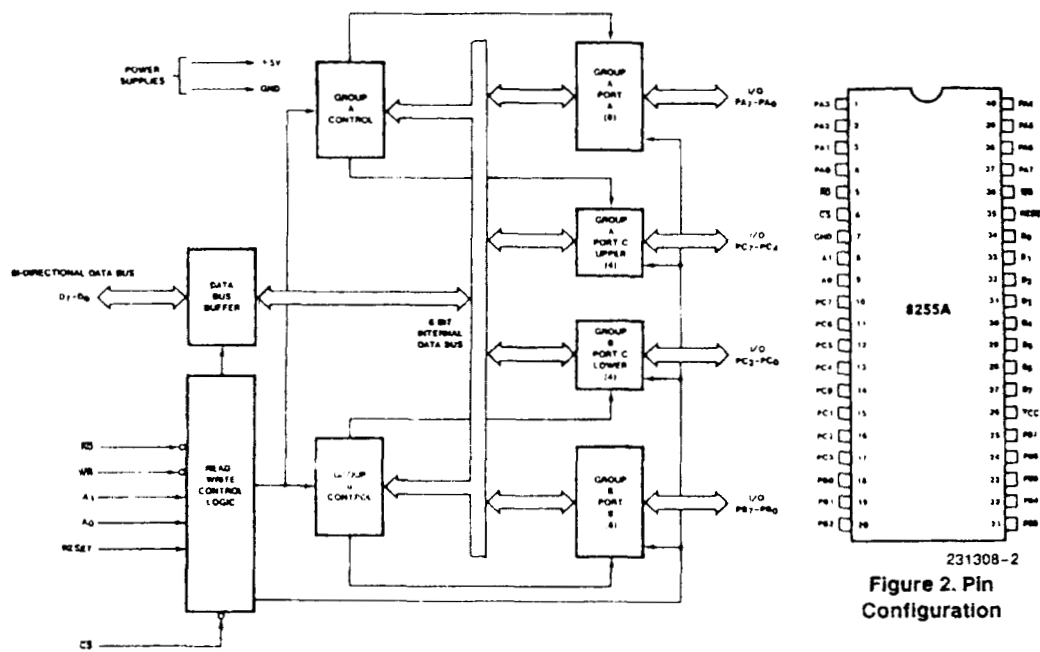 POWER
SUPPLIES
+5V
GND
GROUP
A
CONTROL
GROUP
A
PORT
A
(8)
I/O
PA7-PA0
GROUP
A
PORT C
UPPER
(4)
I/O
PC7-PC4
BI-DIRECTIONAL DATA BUS
D7-D0
DATA
BUS
BUFFER
8 BIT
INTERNAL
DATA BUS
GROUP
B
PORT C
LOWER
(4)
I/O
PC3-PC0
RD
WR
A1
A0
RESET
CS
READ
WRITE
CONTROL
LOGIC
GROUP
B
CONTROL
GROUP
B
PORT
B
(8)
I/O
PB7-PB0
PA3 1 40 PA4
PA2 2 39 PA5
PA1 3 38 PA6
PA0 4 37 PA7
RD 5 36 WR
CS 6 35 RESET
GND 7 34 D0
A1 8 33 D1
A0 9 32 D2
PC7 10 31 D3
PC6 11 30 D4
PC5 12 29 D5
PC4 13 28 D6
PC0 14 27 D7
PC1 15 26 VCC
PC2 16 25 PB7
PC3 17 24 PB6
PB0 18 23 PB5
PB1 19 22 PB4
PB2 20 21 PB3
8255A
231308-2
Figure 2. Pin
Configuration